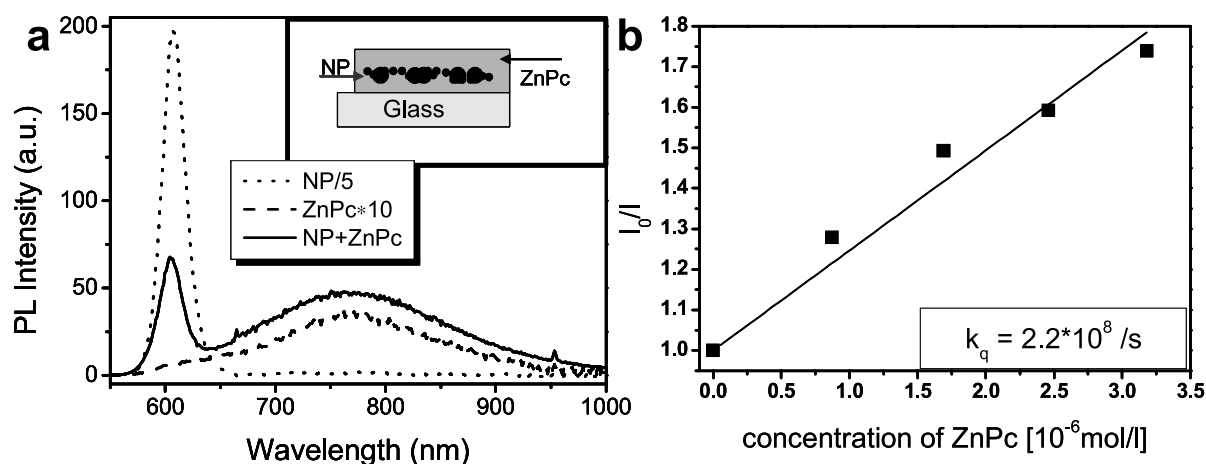 a
200
150
100
50
0
PL Intensity (a.u.)
600
700
800
900
1000
Wavelength (nm)
NP
ZnPc
Glass
NP/5
ZnPc*10
NP+ZnPc
b
1.8
1.7
1.6
1.5
1.4
1.3
1.2
1.1
1.0
I₀/I
0.0
0.5
1.0
1.5
2.0
2.5
3.0
3.5
concentration of ZnPc [10⁻⁶mol/l]
k_q = 2.2*10⁸ /s